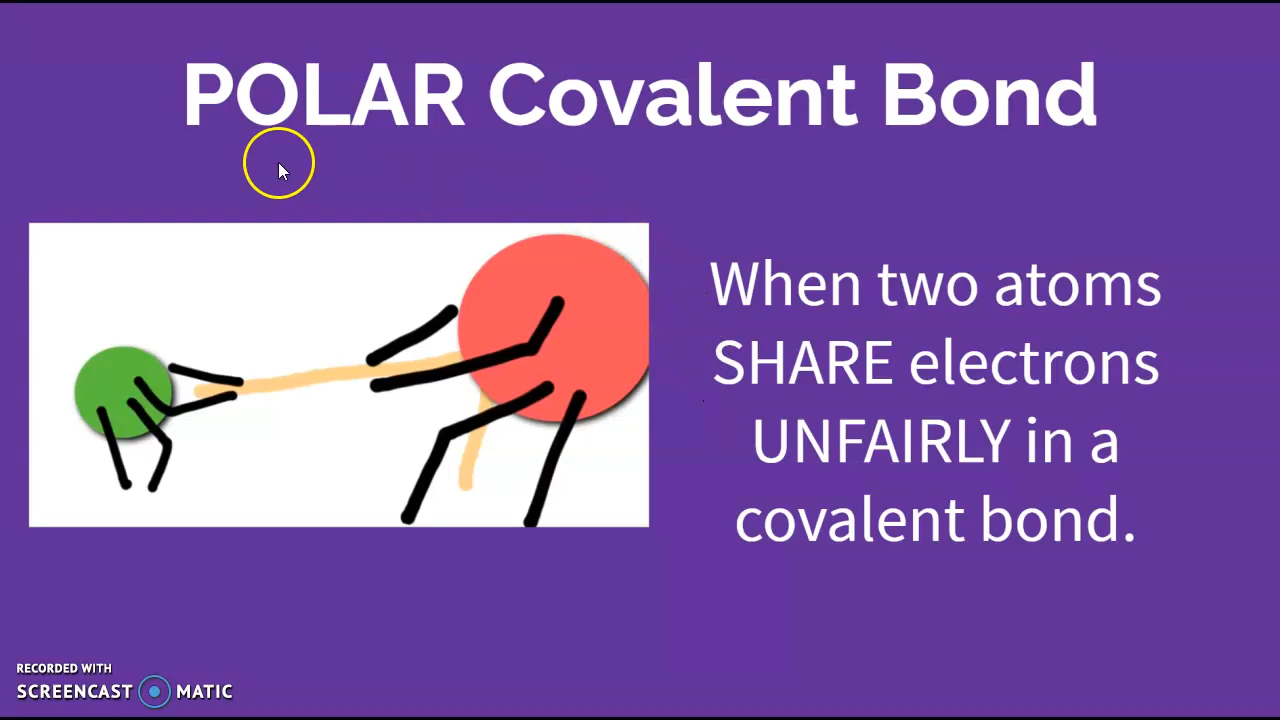 POLAR Covalent Bond
When two atoms
SHARE electrons
UNFAIRLY in a
covalent bond.
RECORDED WITH
SCREENCAST MATIC